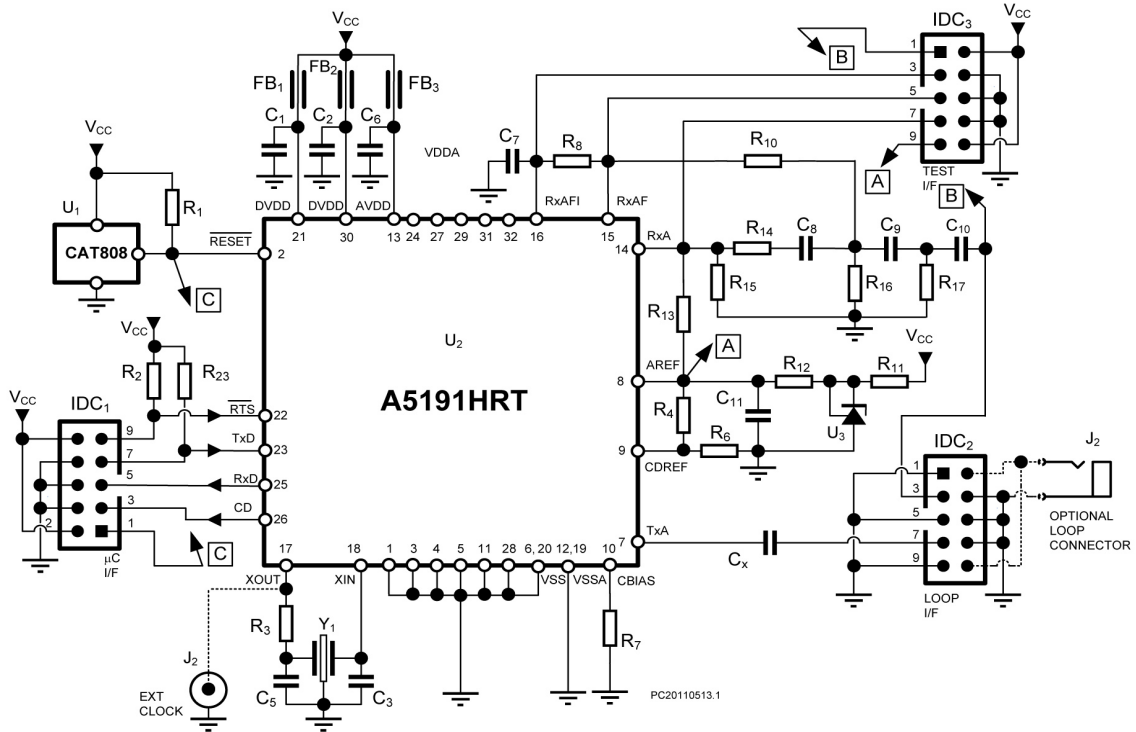 VCC
IDC3
VCC
FB1
FB2
FB3
B
1
3
5
7
9
C1
C2
C6
VCC
VDDA
C7
R8
R10
A
TEST
I/F
B
U1
R1
DVDD
DVDD
AVDD
RxAFI
RxAF
21
30
13
24
27
29
31
32
16
15
CAT808
RESET
2
14
RxA
R14
C8
C9
C10
C
R15
R16
R17
VCC
R13
U2
A
VCC
R2
R23
AREF
8
R12
R11
A5191HRT
VCC
IDC1
RTS
22
R4
C11
U3
9
7
5
3
1
2
TxD
23
9
CDREF
R6
IDC2
J2
RxD
25
1
3
5
7
9
CD
26
OPTIONAL
LOOP
CONNECTOR
C
μC
I/F
7
TxA
Cx
17
18
1
3
4
5
11
28
6, 20
12,19
10
XOUT
XIN
VSS
VSSA
CBIAS
LOOP
I/F
R3
Y1
R7
J2
C5
C3
EXT
CLOCK
PC20110513.1